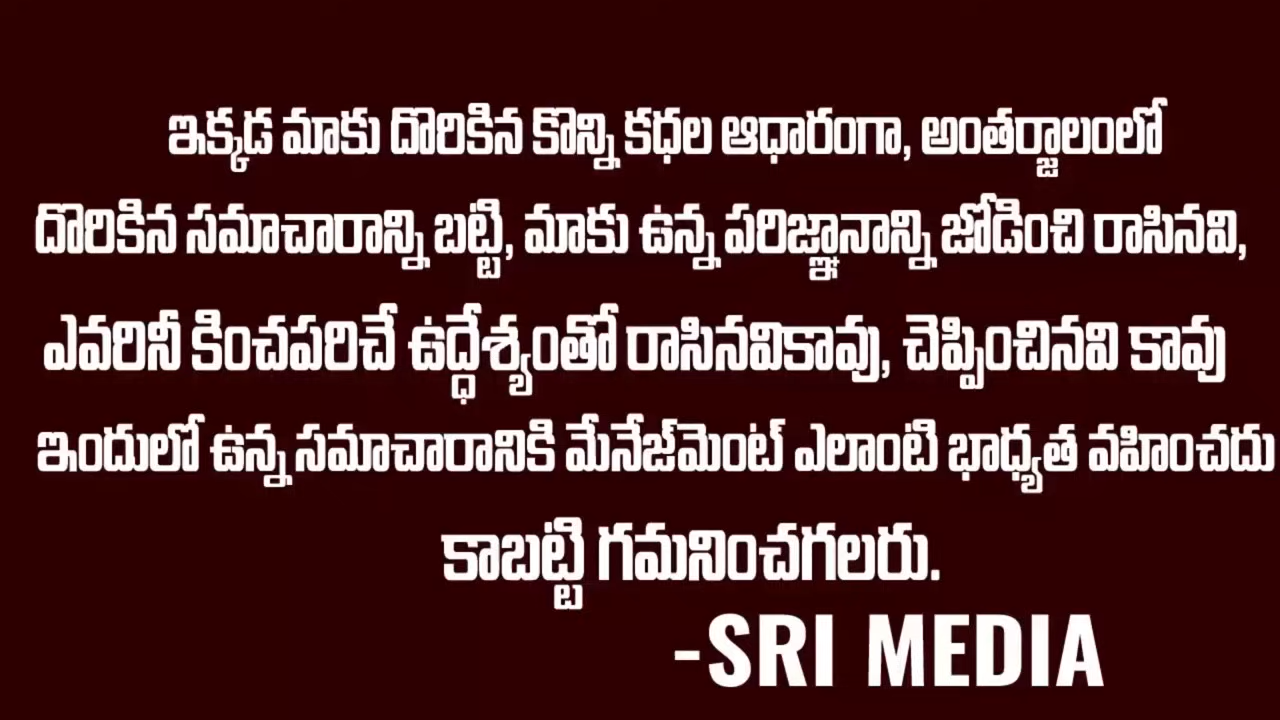 ఇక్కడ మాకు దొరికిన కొన్ని కధల ఆధారంగా, అంతర్జాలంలో
దొరికిన సమాచారాన్ని బట్టి, మాకు ఉన్న పరిజ్ఞానాన్ని జోడించి రాసినవి,
ఎవరినీ కించపరిచే ఉద్ధేశ్యంతో రాసినవికావు, చెప్పించినవి కావు
ఇందులో ఉన్న సమాచారానికి మేనేజ్‌మెంట్ ఎలాంటి భాధ్యత వహించదు
కాబట్టి గమనించగలరు.
-SRI MEDIA